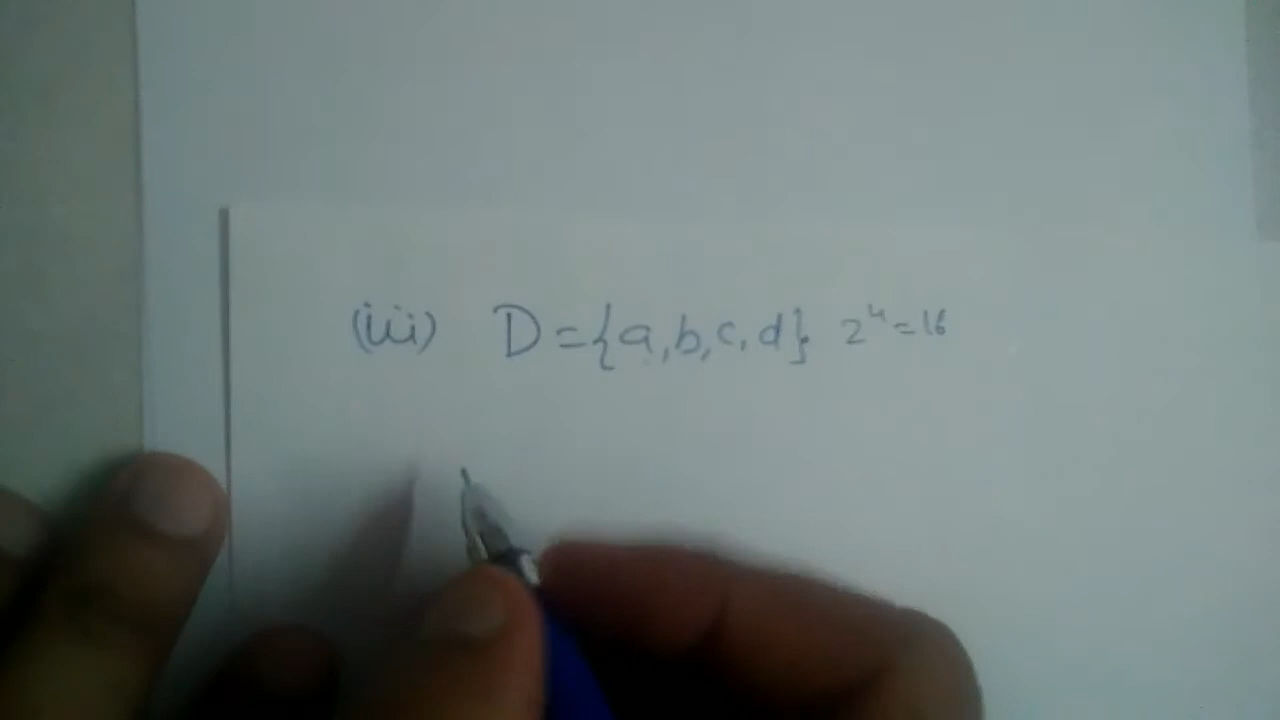 (iii) D={a,b,c,d}. 2⁴=16